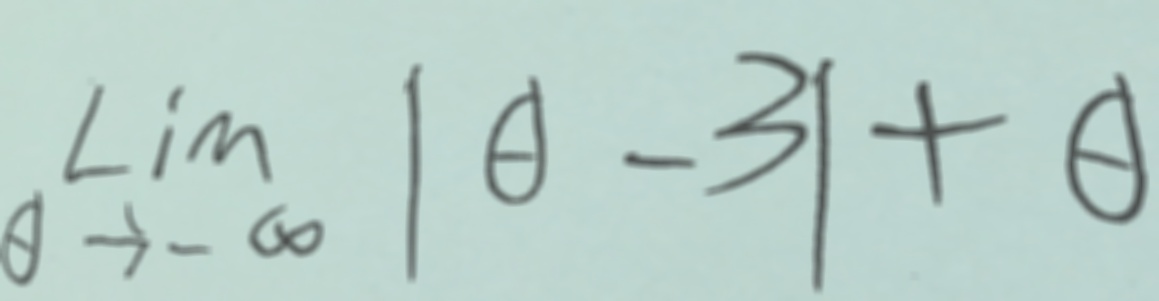 Lim |θ - 3| + θ
θ → - ∞